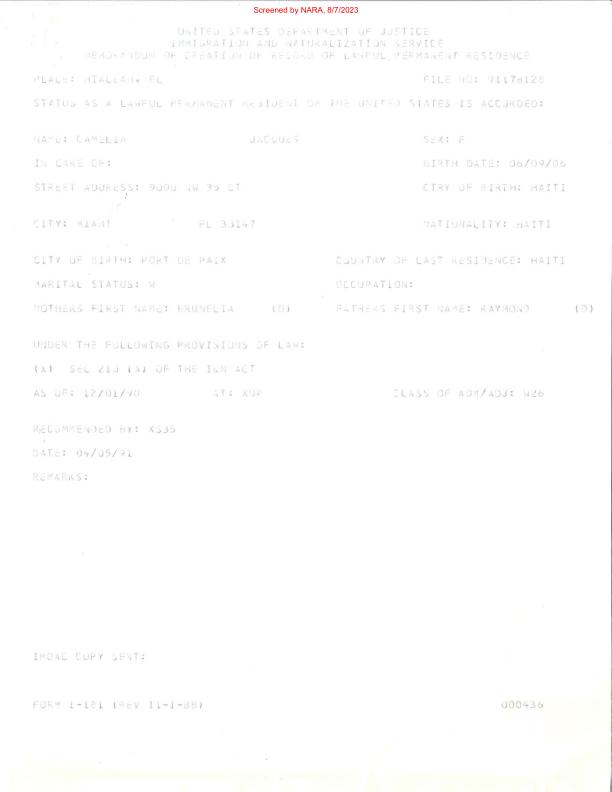 Screened by NARA, 8/7/2023
UNITED STATES DEPARTMENT OF JUSTICE
IMMIGRATION AND NATURALIZATION SERVICE
MEMORANDUM OF CREATION OF RECORD OF LAWFUL PERMANENT RESIDENCE
PLACE: HIALEAH, FL FILE NO: 91178128
STATUS AS A LAWFUL PERMANENT RESIDENT OF THE UNITED STATES IS ACCORDED:
NAME: CAMELIA JACQUES SEX: F
IN CARE OF: BIRTH DATE: 06/09/06
STREET ADDRESS: 9000 NW 35 CT CTRY OF BIRTH: HAITI
CITY: MIAMI FL 33147 NATIONALITY: HAITI
CITY OF BIRTH: PORT DE PAIX COUNTRY OF LAST RESIDENCE: HAITI
MARITAL STATUS: W OCCUPATION:
MOTHERS FIRST NAME: BRUNELIA (D) FATHERS FIRST NAME: RAYMOND (D)
UNDER THE FOLLOWING PROVISIONS OF LAW:
(X) SEC 210 (A) OF THE I&N ACT
AS OF: 12/01/90 AT: XOP CLASS OF ADM/ADJ: W26
RECOMMENDED BY: XS35
DATE: 04/05/91
REMARKS:
IMDAC COPY SENT:
FORM I-181 (REV 11-1-88) 000436